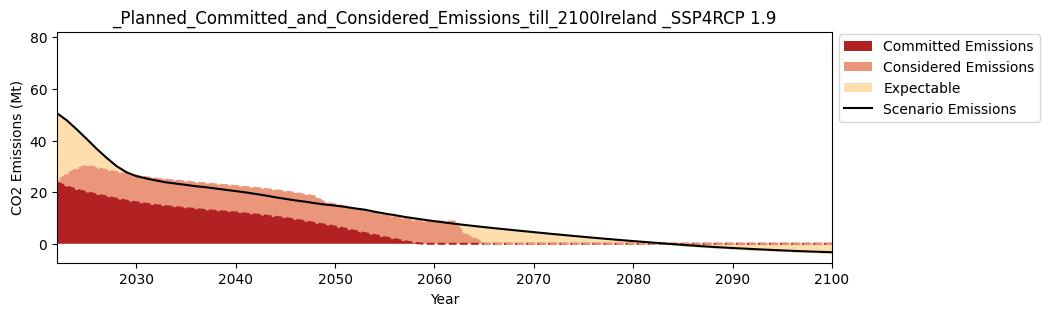 _Planned_Committed_and_Considered_Emissions_till_2100Ireland _SSP4RCP 1.9
80
60
40
20
0
CO2 Emissions (Mt)
2030
2040
2050
2060
2070
2080
2090
2100
Year
Committed Emissions
Considered Emissions
Expectable
Scenario Emissions